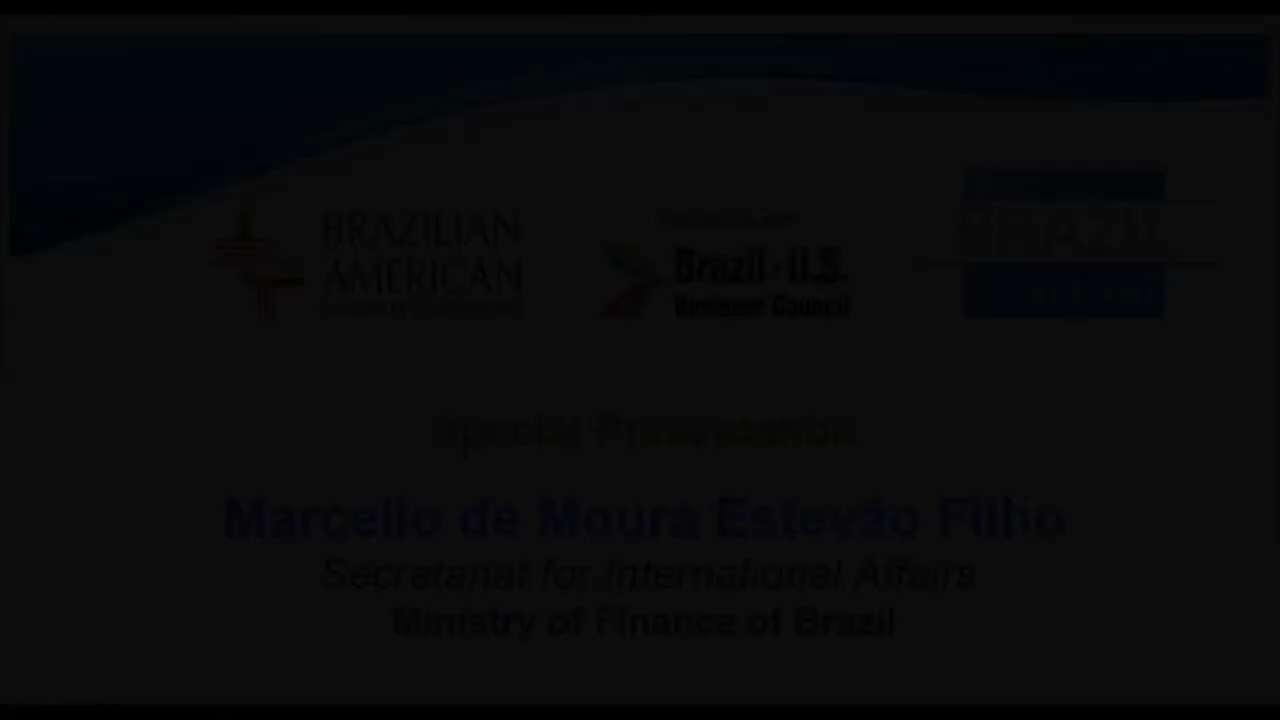 BRAZILIAN
AMERICAN
Brazil · U.S.
Business Council
BRAZIL
Special Presentation
Marcello de Moura Estevão Filho
Secretariat for International Affairs
Ministry of Finance of Brazil